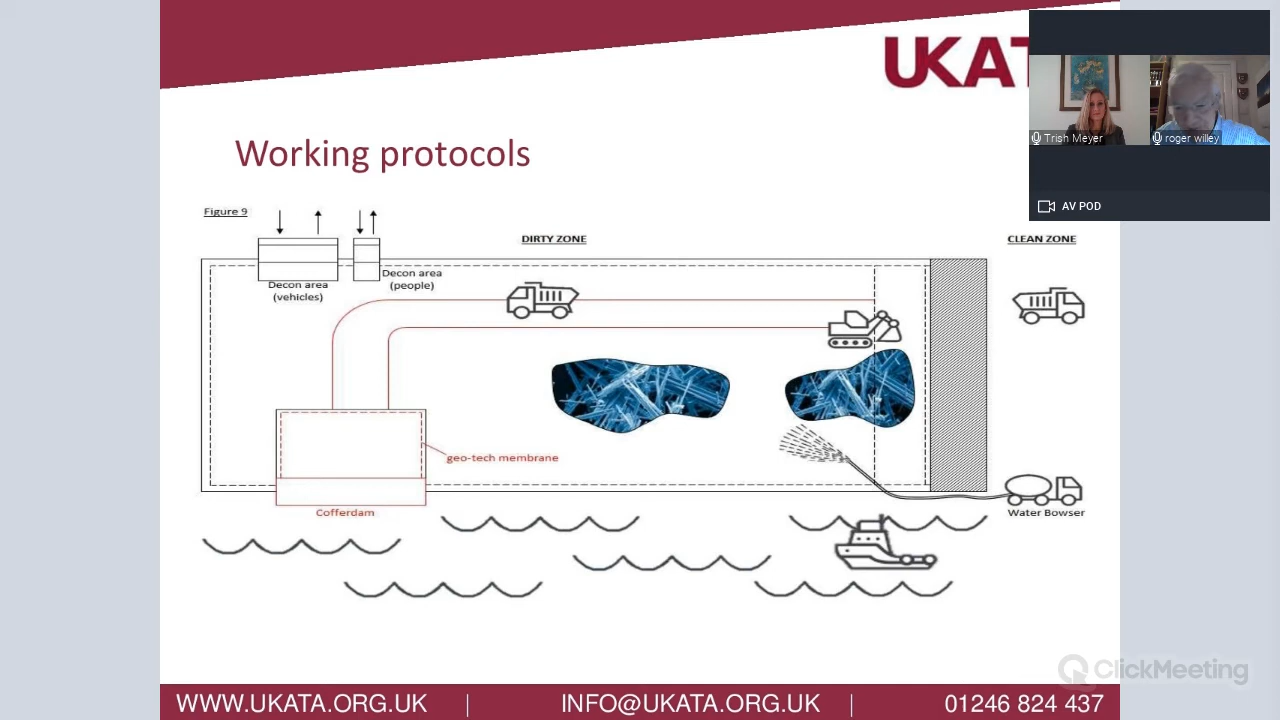 UKAT
Trish Meyer
roger willey
AV POD
Working protocols
Figure 9
DIRTY ZONE
CLEAN ZONE
Decon area
(vehicles)
Decon area
(people)
geo-tech membrane
Cofferdam
Water Bowser
ClickMeeting
WWW.UKATA.ORG.UK | INFO@UKATA.ORG.UK | 01246 824 437